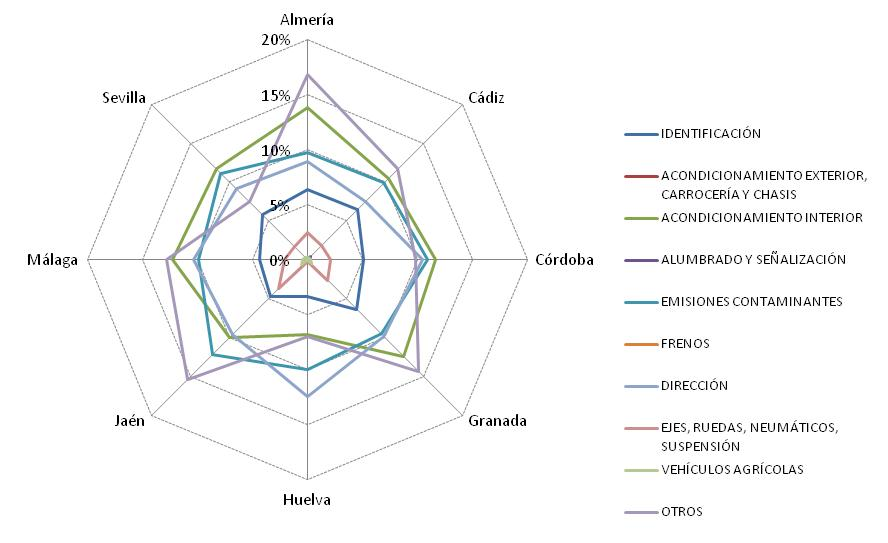 Almería
20%
Sevilla
Cádiz
15%
10%
5%
Málaga
0%
Córdoba
Jaén
Granada
Huelva
IDENTIFICACIÓN
ACONDICIONAMIENTO EXTERIOR,
CARROCERÍA Y CHASIS
ACONDICIONAMIENTO INTERIOR
ALUMBRADO Y SEÑALIZACIÓN
EMISIONES CONTAMINANTES
FRENOS
DIRECCIÓN
EJES, RUEDAS, NEUMÁTICOS,
SUSPENSIÓN
VEHÍCULOS AGRÍCOLAS
OTROS